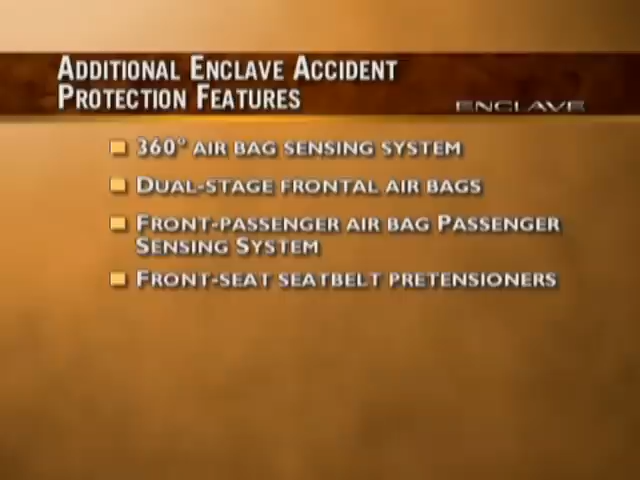 ADDITIONAL ENCLAVE ACCIDENT
PROTECTION FEATURES
ENCLAVE
360° AIR BAG SENSING SYSTEM
DUAL-STAGE FRONTAL AIR BAGS
FRONT-PASSENGER AIR BAG PASSENGER
SENSING SYSTEM
FRONT-SEAT SEATBELT PRETENSIONERS